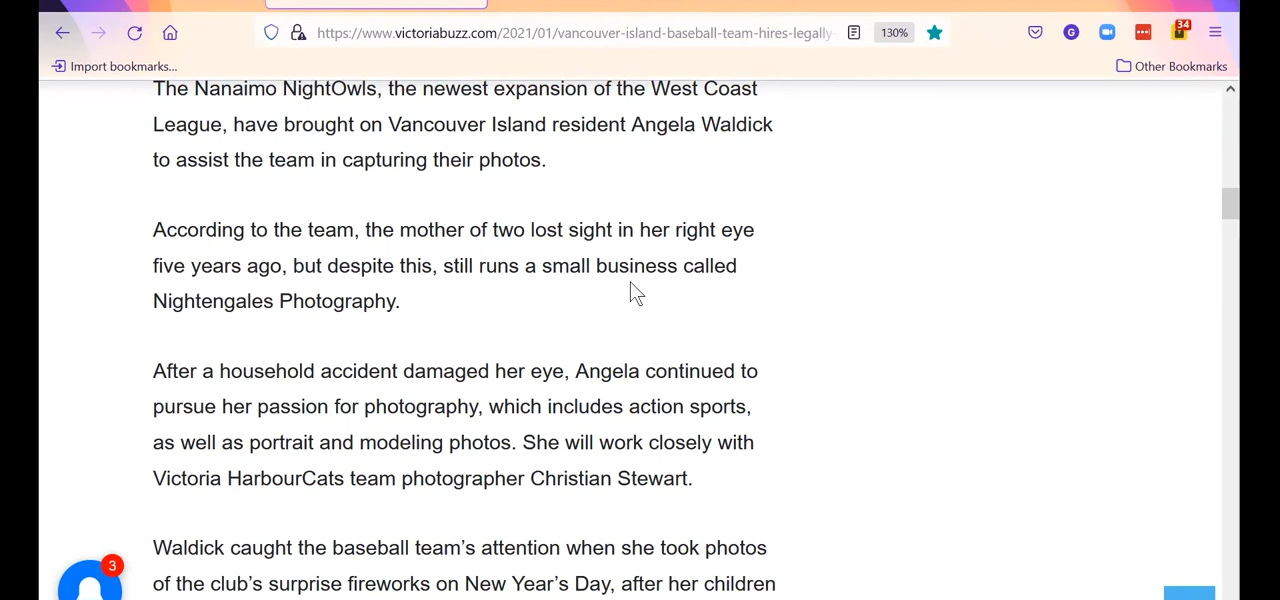 https://www.victoriabuzz.com/2021/01/vancouver-island-baseball-team-hires-legally-
130%
G
34
Import bookmarks...
Other Bookmarks
The Nanaimo NightOwls, the newest expansion of the West Coast
League, have brought on Vancouver Island resident Angela Waldick
to assist the team in capturing their photos.
According to the team, the mother of two lost sight in her right eye
five years ago, but despite this, still runs a small business called
Nightengales Photography.
After a household accident damaged her eye, Angela continued to
pursue her passion for photography, which includes action sports,
as well as portrait and modeling photos. She will work closely with
Victoria HarbourCats team photographer Christian Stewart.
Waldick caught the baseball team’s attention when she took photos
of the club’s surprise fireworks on New Year’s Day, after her children
3